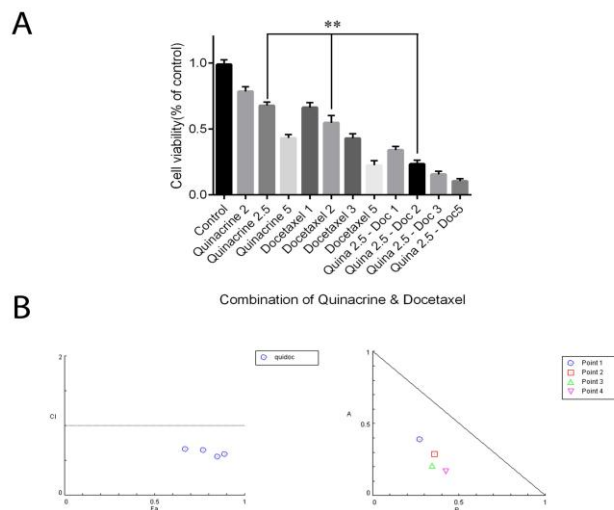 A
**
Cell viability(% of control)
1.0
0.5
0.0
Control
Quinacrine 2
Quinacrine 2.5
Quinacrine 5
Docetaxel 1
Docetaxel 2
Docetaxel 3
Docetaxel 5
Quina 2.5 - Doc 1
Quina 2.5 - Doc 2
Quina 2.5 - Doc 3
Quina 2.5 - Doc5
Combination of Quinacrine & Docetaxel
B
2
CI
0
0
0.5
1
Fa
quidoc
1
A
0.5
0
0
0.5
1
Point 1
Point 2
Point 3
Point 4